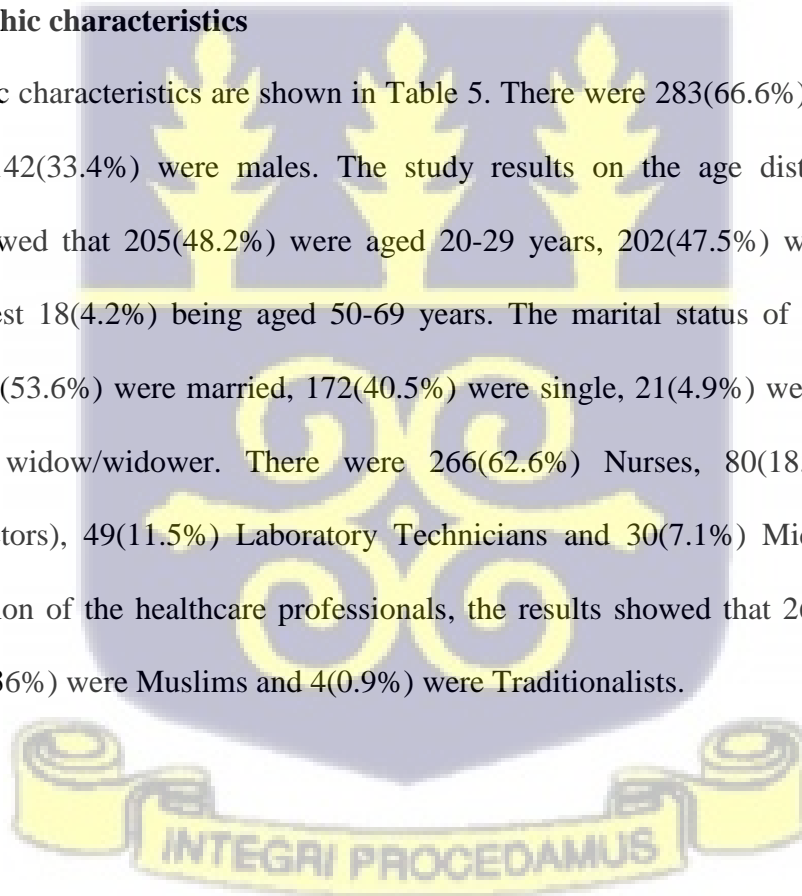 hic characteristics
c characteristics are shown in Table 5. There were 283(66.6%)
42(33.4%) were males. The study results on the age dist
wed that 205(48.2%) were aged 20-29 years, 202(47.5%) w
est 18(4.2%) being aged 50-69 years. The marital status of
(53.6%) were married, 172(40.5%) were single, 21(4.9%) we
widow/widower. There were 266(62.6%) Nurses, 80(18.
ctors), 49(11.5%) Laboratory Technicians and 30(7.1%) Mic
ion of the healthcare professionals, the results showed that 2
36%) were Muslims and 4(0.9%) were Traditionalists.
INTEGRI PROCEDAMUS